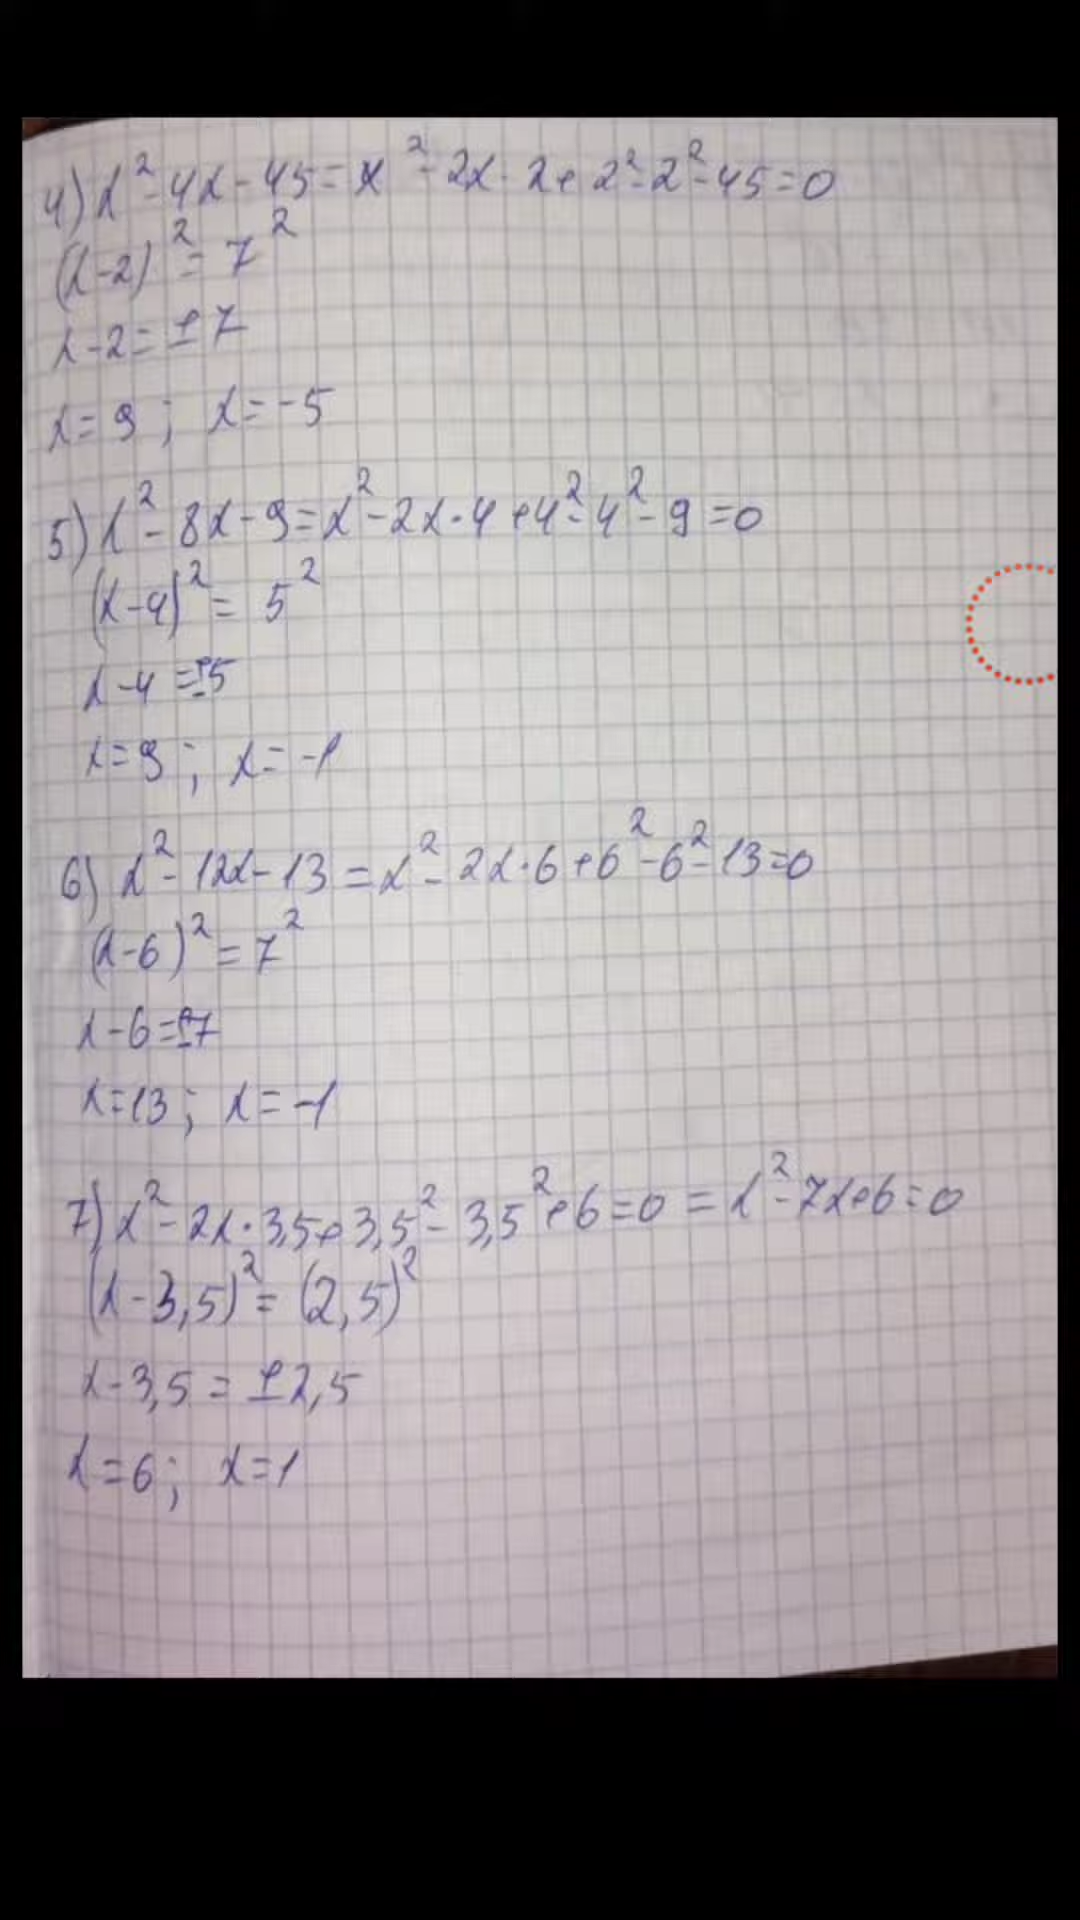 4) x² - 4x - 45 = x² - 2x · 2 + 2² - 2² - 45 = 0
(x-2)² = 7²
x - 2 = ±7
x = 9; x = -5
5) x² - 8x - 9 = x² - 2x · 4 + 4² - 4² - 9 = 0
(x-4)² = 5²
x - 4 = ±5
x = 9; x = -1
6) x² - 12x - 13 = x² - 2x · 6 + 6² - 6² - 13 = 0
(x-6)² = 7²
x - 6 = ±7
x = 13; x = -1
7) x² - 2x · 3,5 + 3,5² - 3,5² + 6 = 0 = x² - 7x + 6 = 0
(x - 3,5)² = (2,5)²
x - 3,5 = ±2,5
x = 6; x = 1